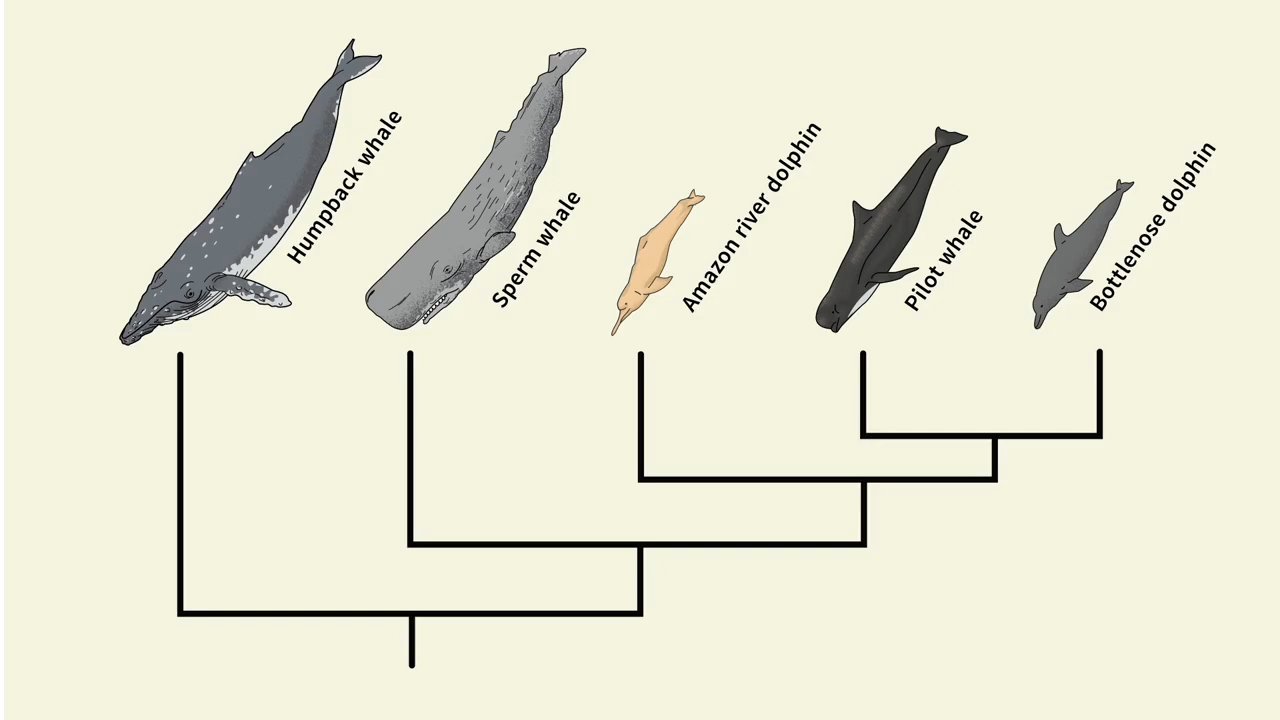 Humpback whale
Sperm whale
Amazon river dolphin
Pilot whale
Bottlenose dolphin